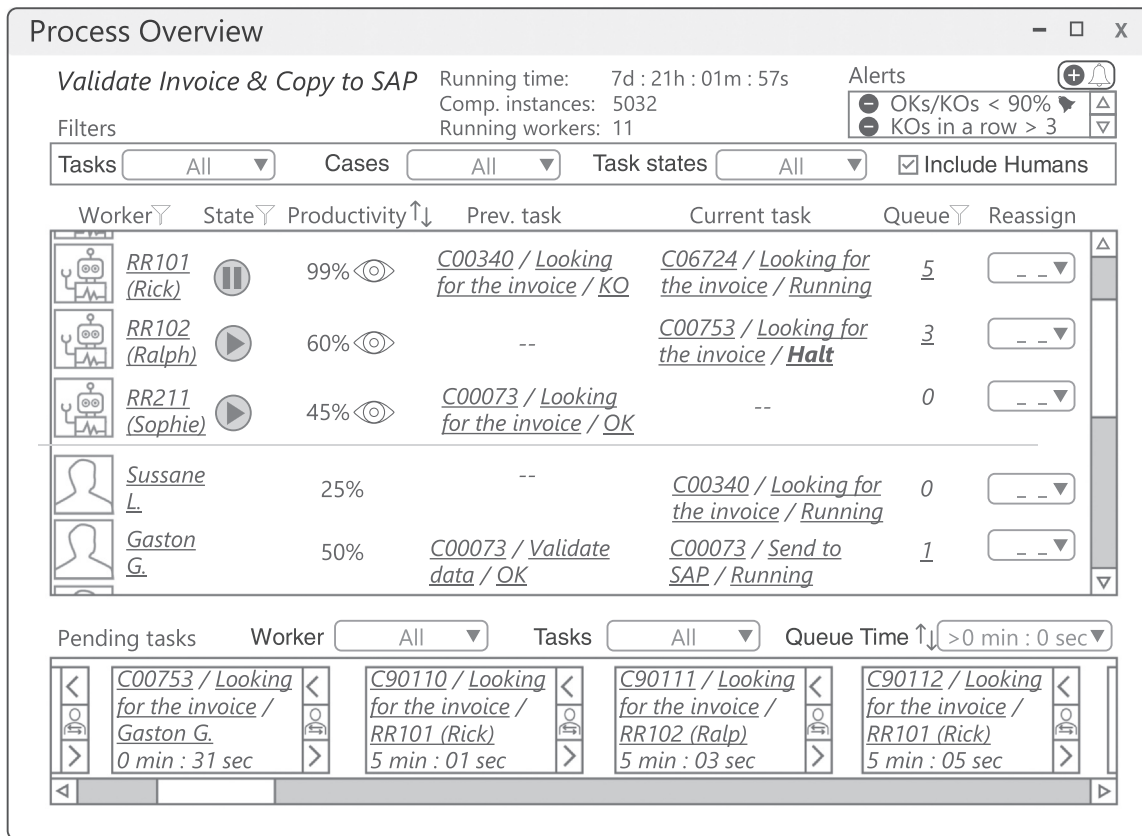 Process Overview
X
Validate Invoice & Copy to SAP
Running time: 7d : 21h : 01m : 57s
Comp. instances: 5032
Running workers: 11
Alerts
OKs/KOs < 90%
KOs in a row > 3
Filters
Tasks All Cases All Task states All Include Humans
Worker State Productivity Prev. task Current task Queue Reassign
RR101 99% C00340 / Looking C06724 / Looking for 5 _ _
(Rick) for the invoice / KO the invoice / Running
RR102 60% -- C00753 / Looking for 3 _ _
(Ralph) the invoice / Halt
RR211 45% C00073 / Looking -- 0 _ _
(Sophie) for the invoice / OK
Sussane 25% -- C00340 / Looking for 0 _ _
L. the invoice / Running
Gaston 50% C00073 / Validate C00073 / Send to 1 _ _
G. data / OK SAP / Running
Pending tasks Worker All Tasks All Queue Time >0 min : 0 sec
C00753 / Looking
for the invoice /
Gaston G.
0 min : 31 sec
C90110 / Looking
for the invoice /
RR101 (Rick)
5 min : 01 sec
C90111 / Looking
for the invoice /
RR102 (Ralp)
5 min : 03 sec
C90112 / Looking
for the invoice /
RR101 (Rick)
5 min : 05 sec